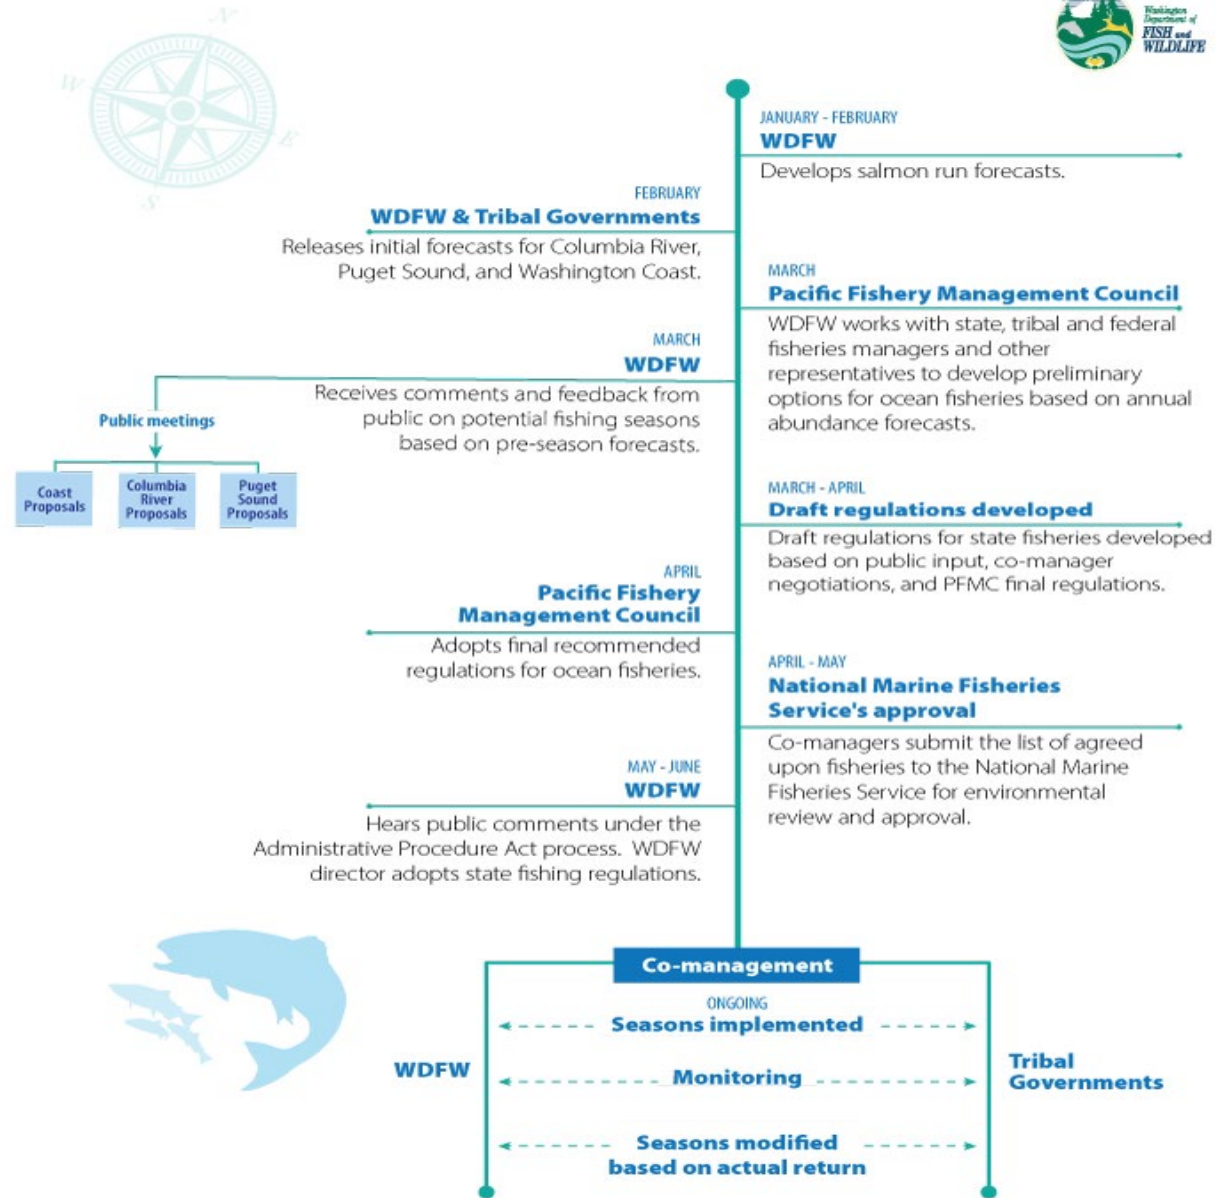 Washington
Department of
FISH and
WILDLIFE
N
W
E
S
JANUARY - FEBRUARY
WDFW
Develops salmon run forecasts.
FEBRUARY
WDFW & Tribal Governments
Releases initial forecasts for Columbia River,
Puget Sound, and Washington Coast.
MARCH
Pacific Fishery Management Council
WDFW works with state, tribal and federal
fisheries managers and other
representatives to develop preliminary
options for ocean fisheries based on annual
abundance forecasts.
MARCH
WDFW
Receives comments and feedback from
public on potential fishing seasons
based on pre-season forecasts.
Public meetings
Coast
Proposals
Columbia
River
Proposals
Puget
Sound
Proposals
MARCH - APRIL
Draft regulations developed
Draft regulations for state fisheries developed
based on public input, co-manager
negotiations, and PFMC final regulations.
APRIL
Pacific Fishery
Management Council
Adopts final recommended
regulations for ocean fisheries.
APRIL - MAY
National Marine Fisheries
Service's approval
Co-managers submit the list of agreed
upon fisheries to the National Marine
Fisheries Service for environmental
review and approval.
MAY - JUNE
WDFW
Hears public comments under the
Administrative Procedure Act process.  WDFW
director adopts state fishing regulations.
Co-management
ONGOING
Seasons implemented
WDFW
Monitoring
Tribal
Governments
Seasons modified
based on actual return